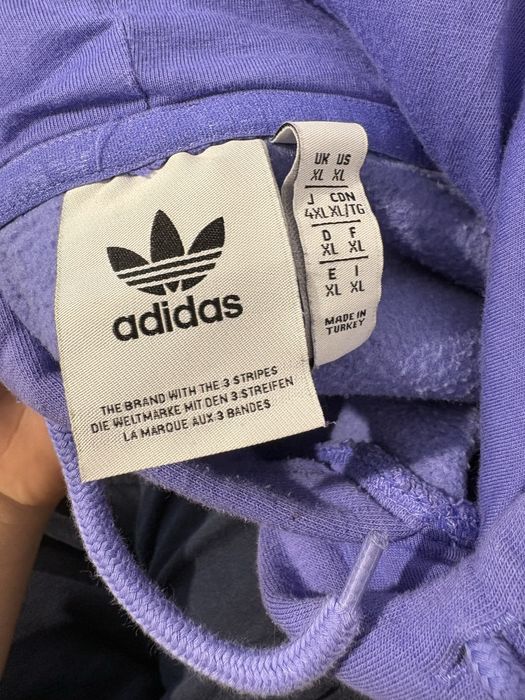 adidas
THE BRAND WITH THE 3 STRIPES
DIE WELTMARKE MIT DEN 3 STREIFEN
LA MARQUE AUX 3 BANDES
UK US
XL XL
J CDN
4XL XL/TG
D F
XL XL
E I
XL XL
MADE IN
TURKEY